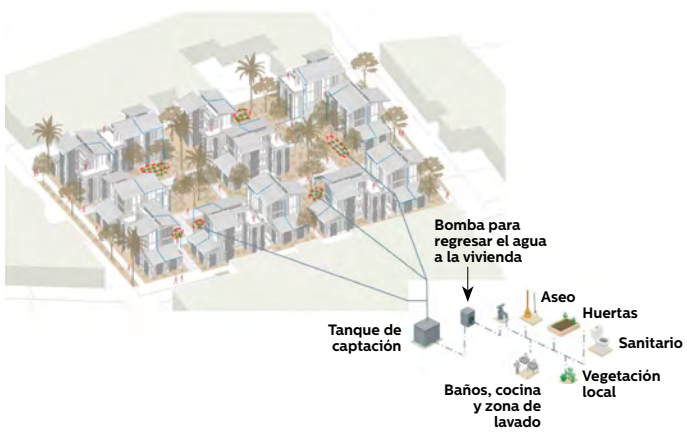 Bomba para
regresar el agua
a la vivienda
Aseo
Huertas
Tanque de
captación
Sanitario
Vegetación
local
Baños, cocina
y zona de
lavado